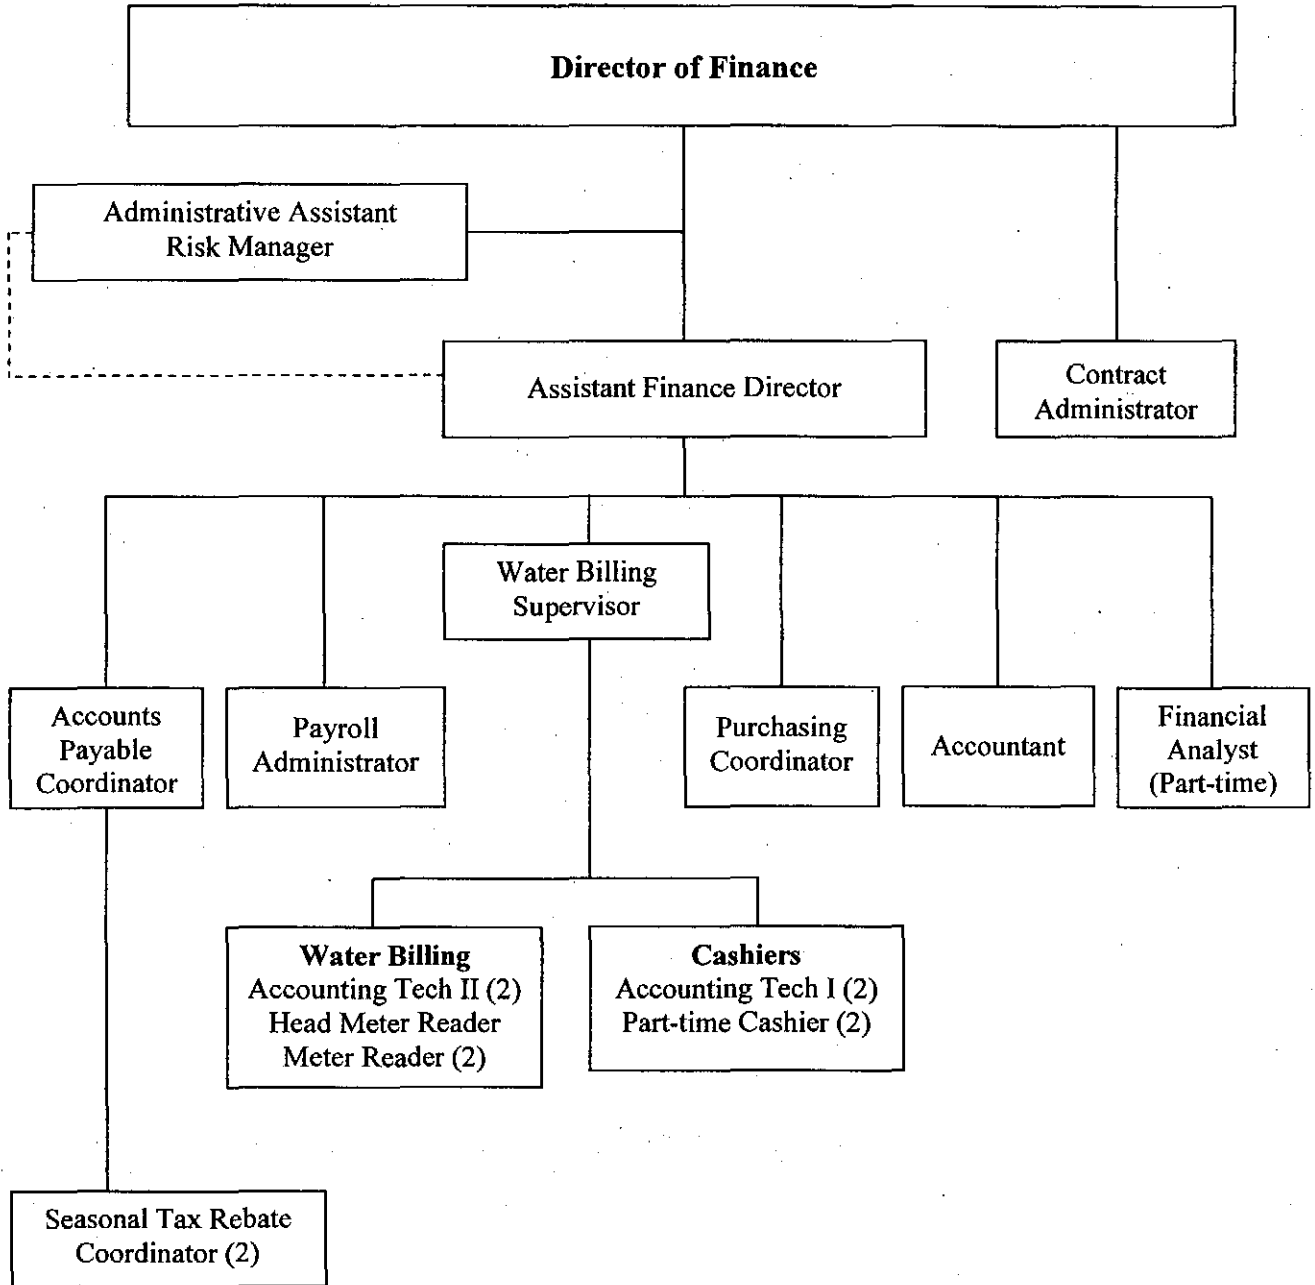 Director of Finance
Administrative Assistant
Risk Manager
Assistant Finance Director
Contract
Administrator
Water Billing
Supervisor
Accounts
Payable
Coordinator
Payroll
Administrator
Purchasing
Coordinator
Accountant
Financial
Analyst
(Part-time)
Water Billing
Accounting Tech II (2)
Head Meter Reader
Meter Reader (2)
Cashiers
Accounting Tech I (2)
Part-time Cashier (2)
Seasonal Tax Rebate
Coordinator (2)